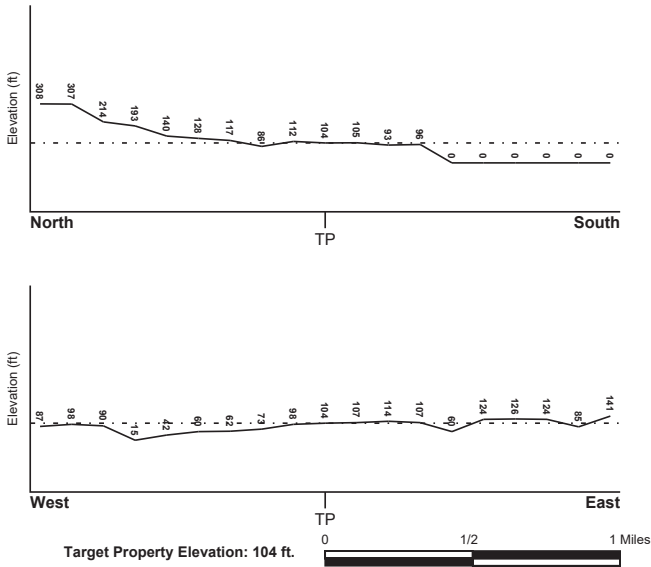 Elevation (ft)
308 307 214 193 140 128 117 86 112 104 105 93 96 0 0 0 0 0 0
North South
TP
Elevation (ft)
87 98 90 15 42 60 62 73 98 104 107 114 107 60 124 126 124 85 141
West East
TP
Target Property Elevation: 104 ft.
0 1/2 1 Miles